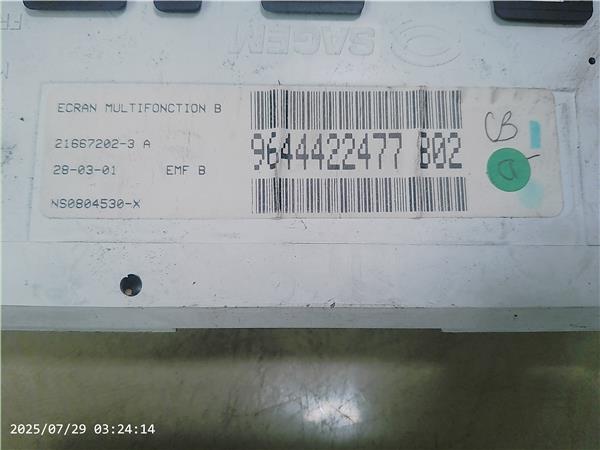 SAGEM
ECRAN MULTIFONCTION B
21667202-3 A
28-03-01 EMF B
NS0804530-X
9644422477 B02
CB
2025/07/29 03:24:14